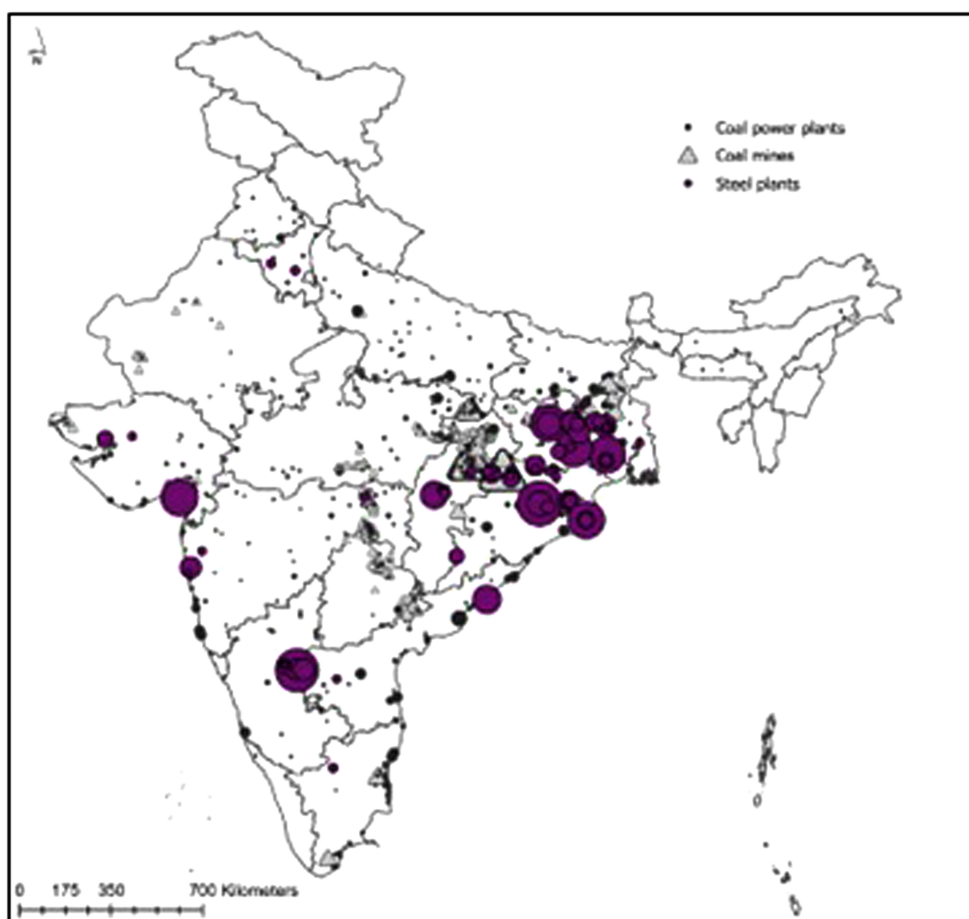 N
Coal power plants
Coal mines
Steel plants
0 175 350 700 Kilometers